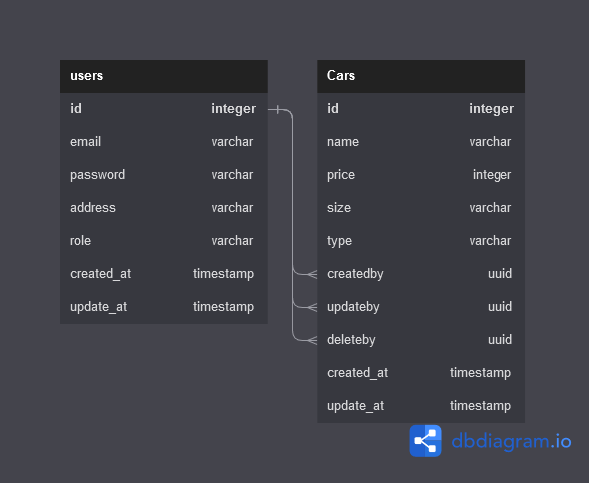 users
id integer
email varchar
password varchar
address varchar
role varchar
created_at timestamp
update_at timestamp
Cars
id integer
name varchar
price integer
size varchar
type varchar
createdby uuid
updateby uuid
deleteby uuid
created_at timestamp
update_at timestamp
dbdiagram.io